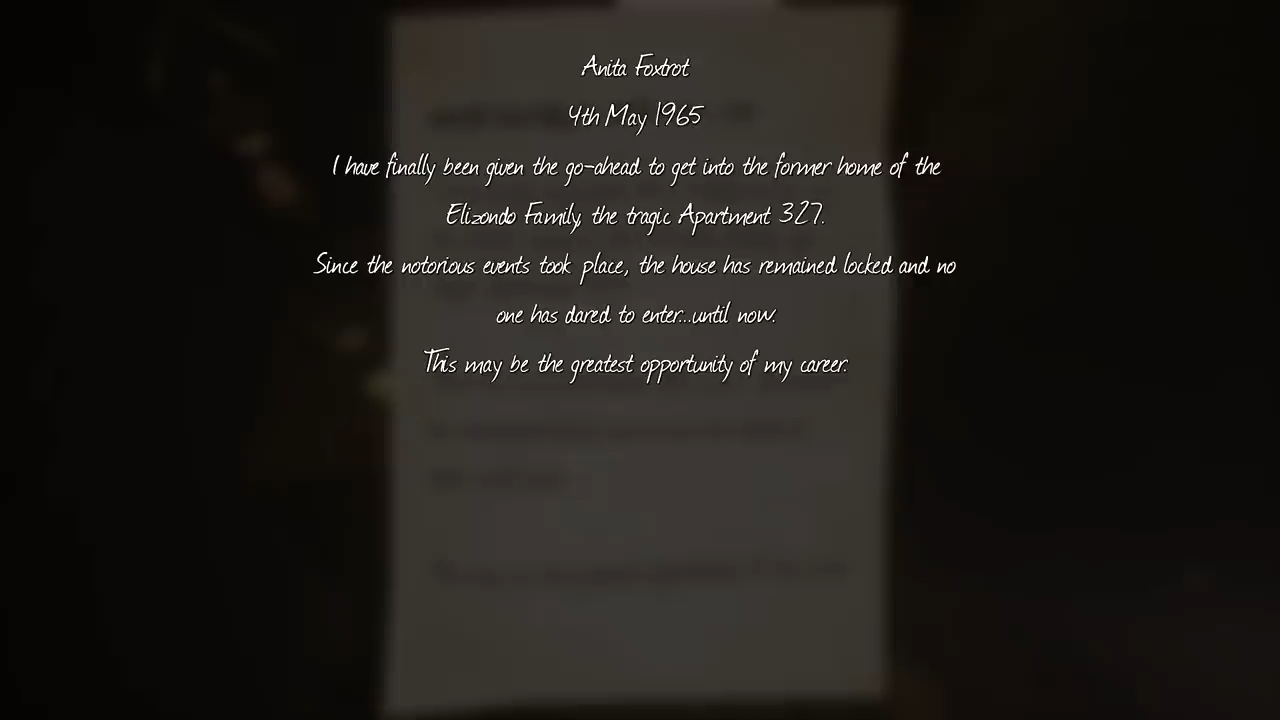 Anita Foxtrot
4th May 1965
I have finally been given the go-ahead to get into the former home of the
Elizondo Family, the tragic Apartment 327.
Since the notorious events took place, the house has remained locked and no
one has dared to enter...until now.
This may be the greatest opportunity of my career.